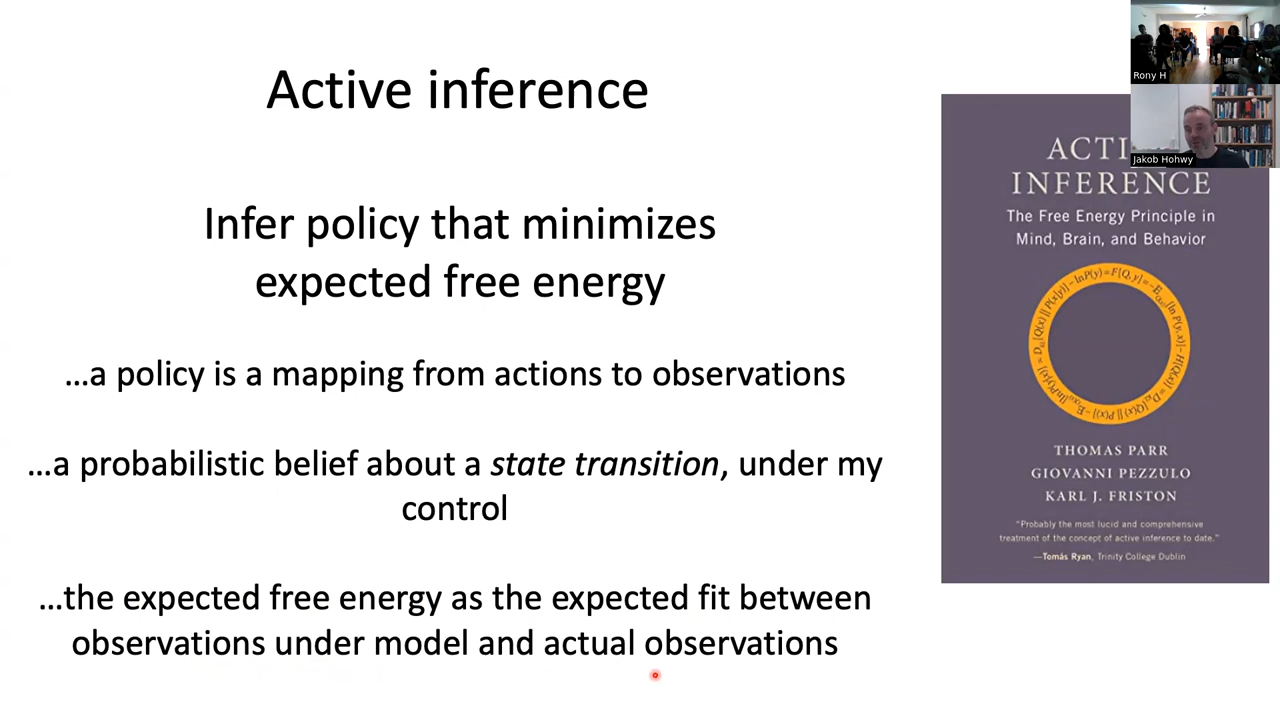 Active inference
Infer policy that minimizes
expected free energy
…a policy is a mapping from actions to observations
…a probabilistic belief about a state transition, under my
control
…the expected free energy as the expected fit between
observations under model and actual observations
Rony H
Jakob Hohwy
ACTI
INFERENCE
The Free Energy Principle in
Mind, Brain, and Behavior
THOMAS PARR
GIOVANNI PEZZULO
KARL J. FRISTON
“Probably the most lucid and comprehensive
treatment of the concept of active inference to date.”
—Tomás Ryan, Trinity College Dublin